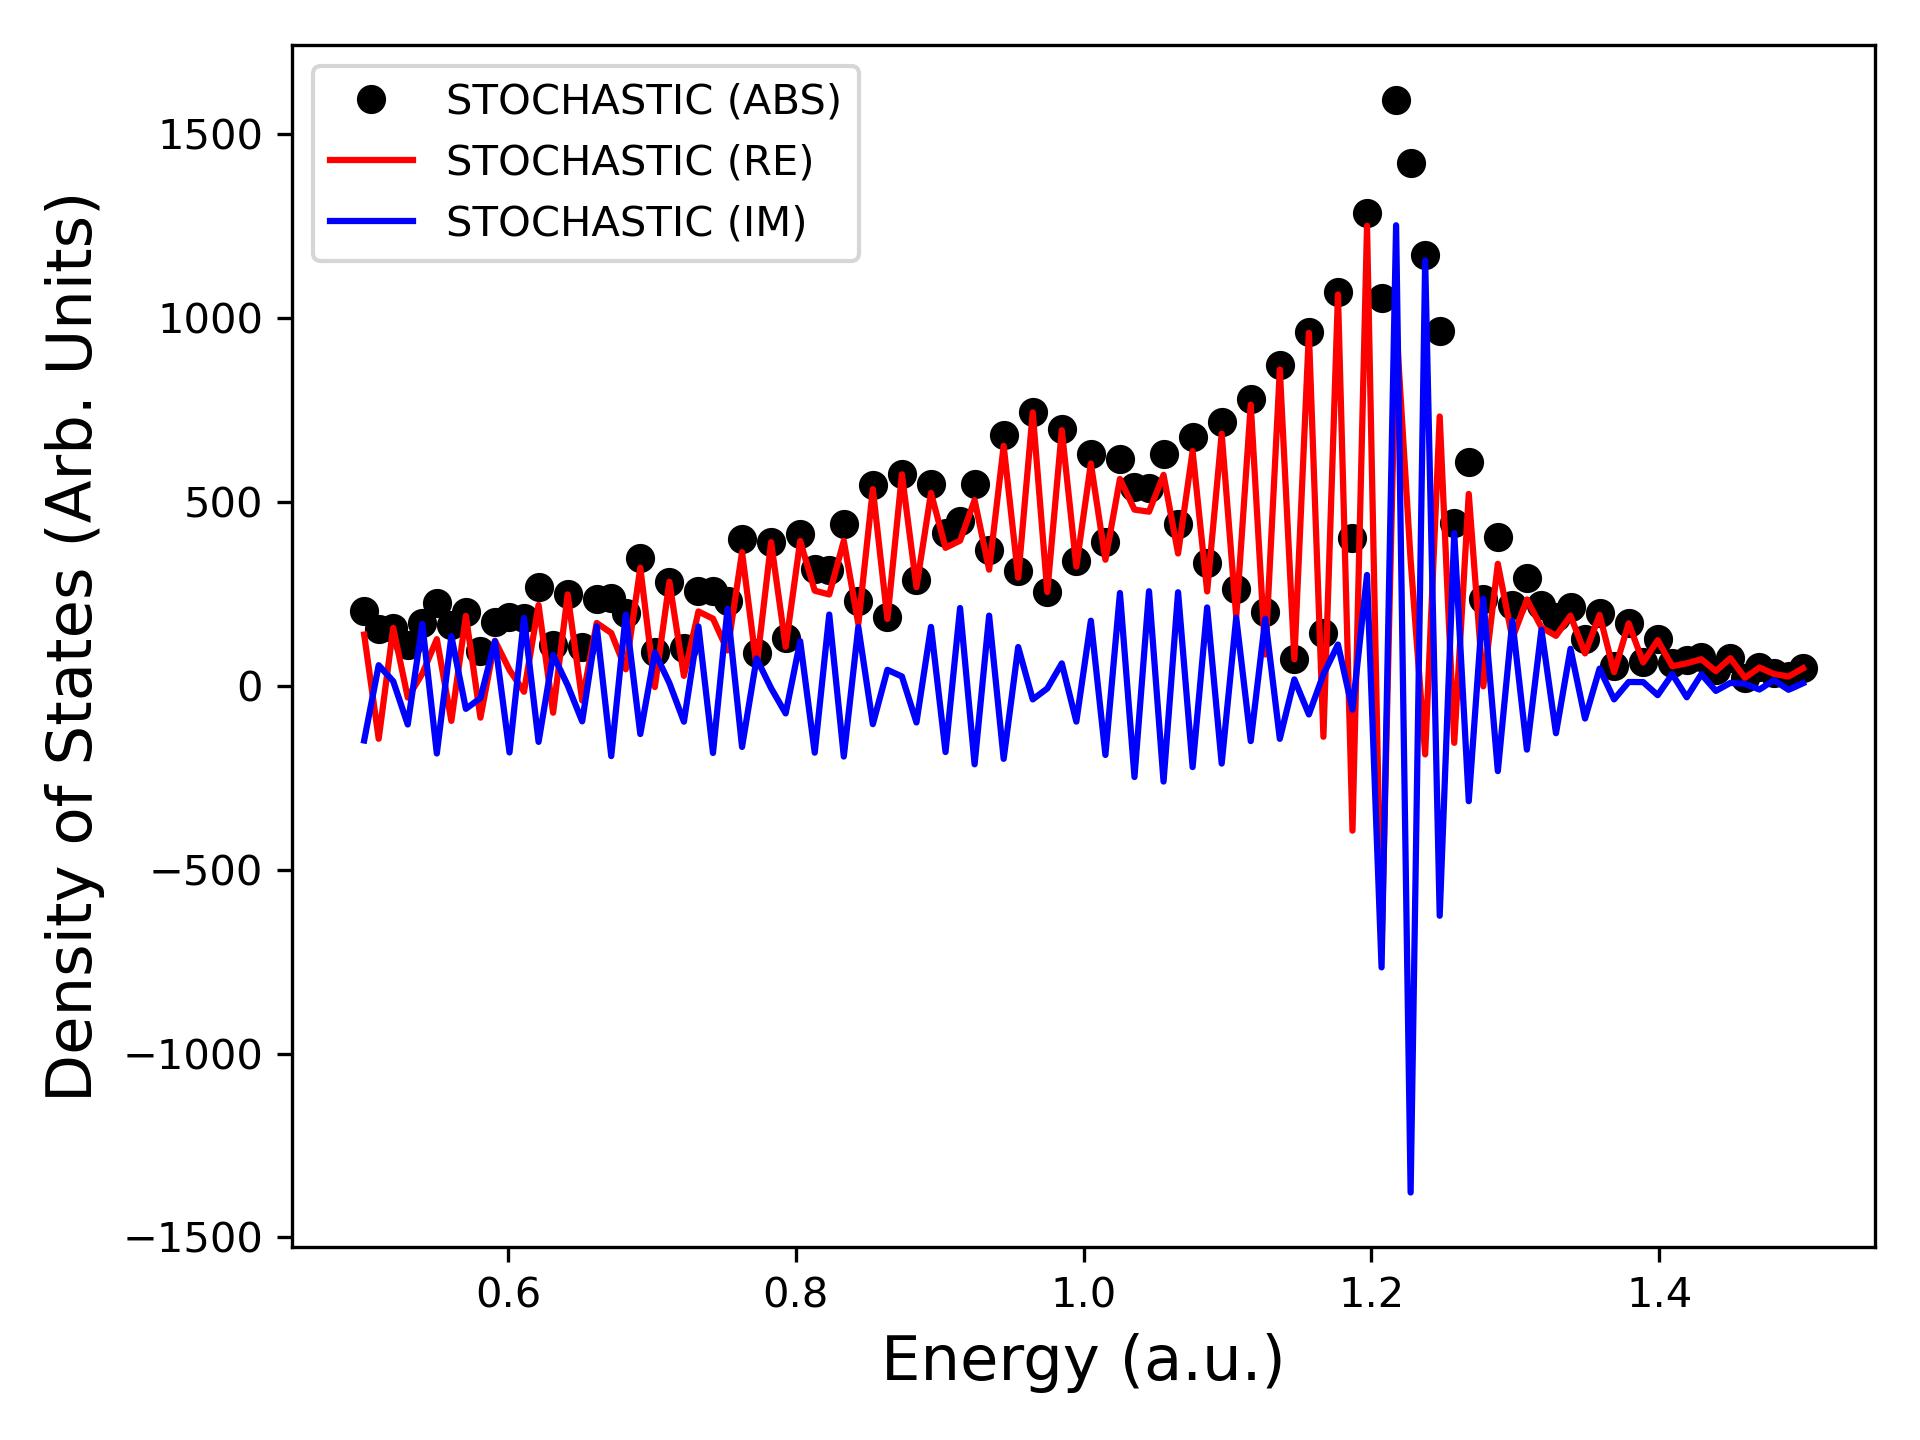 STOCHASTIC (ABS)
STOCHASTIC (RE)
STOCHASTIC (IM)
Density of States (Arb. Units)
1500
1000
500
0
−500
−1000
−1500
0.6 0.8 1.0 1.2 1.4
Energy (a.u.)